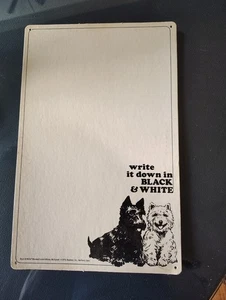 write
it down in
BLACK
& WHITE